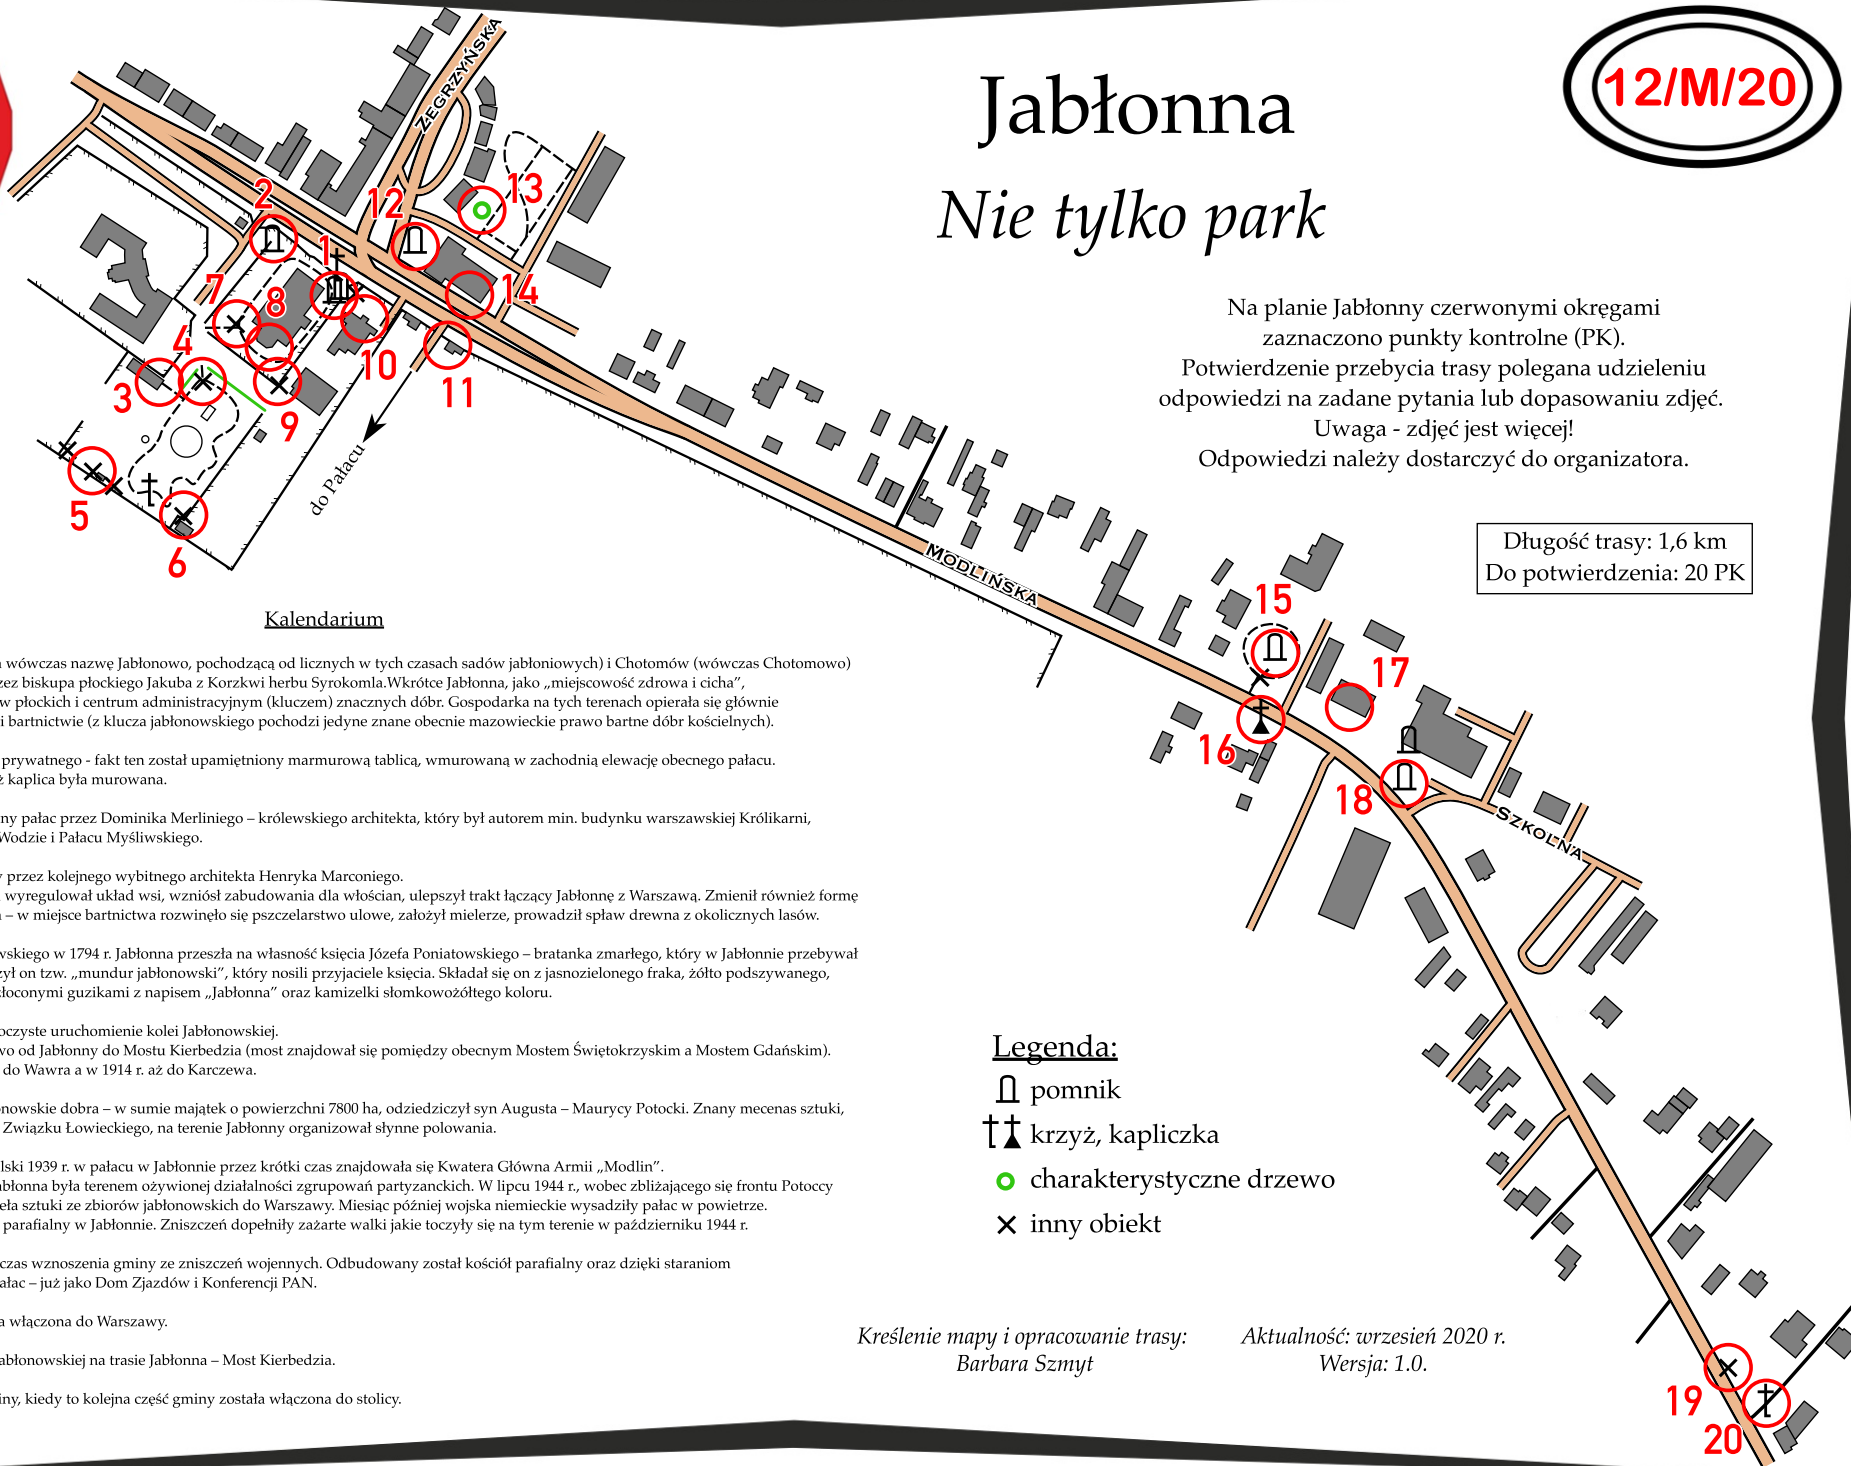 12/M/20
Jabłonna
Nie tylko park
Na planie Jabłonny czerwonymi okręgami
zaznaczono punkty kontrolne (PK).
Potwierdzenie przebycia trasy polegana udzieleniu
odpowiedzi na zadane pytania lub dopasowaniu zdjęć.
Uwaga - zdjęć jest więcej!
Odpowiedzi należy dostarczyć do organizatora.
Długość trasy: 1,6 km
Do potwierdzenia: 20 PK
ZEGRZYŃSKA
2
12
13
1
7
8
14
4
10
3
11
9
5
6
do Pałacu
MODLIŃSKA
15
17
16
18
SZKOLNA
19
20
Kalendarium
wówczas nazwę Jabłonowo, pochodzącą od licznych w tych czasach sadów jabłoniowych) i Chotomów (wówczas Chotomowo)
zez biskupa płockiego Jakuba z Korzkwi herbu Syrokomla.Wkrótce Jabłonna, jako „miejscowość zdrowa i cicha”,
w płockich i centrum administracyjnym (kluczem) znacznych dóbr. Gospodarka na tych terenach opierała się głównie
i bartnictwie (z klucza jabłonowskiego pochodzi jedyne znane obecnie mazowieckie prawo bartne dóbr kościelnych).
prywatnego - fakt ten został upamiętniony marmurową tablicą, wmurowaną w zachodnią elewację obecnego pałacu.
ż kaplica była murowana.
ny pałac przez Dominika Merliniego – królewskiego architekta, który był autorem min. budynku warszawskiej Królikarni,
Wodzie i Pałacu Myśliwskiego.
y przez kolejnego wybitnego architekta Henryka Marconiego.
wyregulował układ wsi, wzniósł zabudowania dla włościan, ulepszył trakt łączący Jabłonnę z Warszawą. Zmienił również formę
– w miejsce bartnictwa rozwinęło się pszczelarstwo ulowe, założył mielerze, prowadził spław drewna z okolicznych lasów.
wskiego w 1794 r. Jabłonna przeszła na własność księcia Józefa Poniatowskiego – bratanka zmarłego, który w Jabłonnie przebywał
zył on tzw. „mundur jabłonowski”, który nosili przyjaciele księcia. Składał się on z jasnozielonego fraka, żółto podszywanego,
łoconymi guzikami z napisem „Jabłonna” oraz kamizelki słomkowożółtego koloru.
oczyste uruchomienie kolei Jabłonowskiej.
wo od Jabłonny do Mostu Kierbedzia (most znajdował się pomiędzy obecnym Mostem Świętokrzyskim a Mostem Gdańskim).
do Wawra a w 1914 r. aż do Karczewa.
onowskie dobra – w sumie majątek o powierzchni 7800 ha, odziedziczył syn Augusta – Maurycy Potocki. Znany mecenas sztuki,
Związku Łowieckiego, na terenie Jabłonny organizował słynne polowania.
lski 1939 r. w pałacu w Jabłonnie przez krótki czas znajdowała się Kwatera Główna Armii „Modlin”.
abłonna była terenem ożywionej działalności zgrupowań partyzanckich. W lipcu 1944 r., wobec zbliżającego się frontu Potoccy
eła sztuki ze zbiorów jabłonowskich do Warszawy. Miesiąc później wojska niemieckie wysadziły pałac w powietrze.
parafialny w Jabłonnie. Zniszczeń dopełniły zażarte walki jakie toczyły się na tym terenie w październiku 1944 r.
czas wznoszenia gminy ze zniszczeń wojennych. Odbudowany został kościół parafialny oraz dzięki staraniom
ałac – już jako Dom Zjazdów i Konferencji PAN.
a włączona do Warszawy.
abłonowskiej na trasie Jabłonna – Most Kierbedzia.
iny, kiedy to kolejna część gminy została włączona do stolicy.
Legenda:
pomnik
krzyż, kapliczka
charakterystyczne drzewo
inny obiekt
Kreślenie mapy i opracowanie trasy:
Barbara Szmyt
Aktualność: wrzesień 2020 r.
Wersja: 1.0.